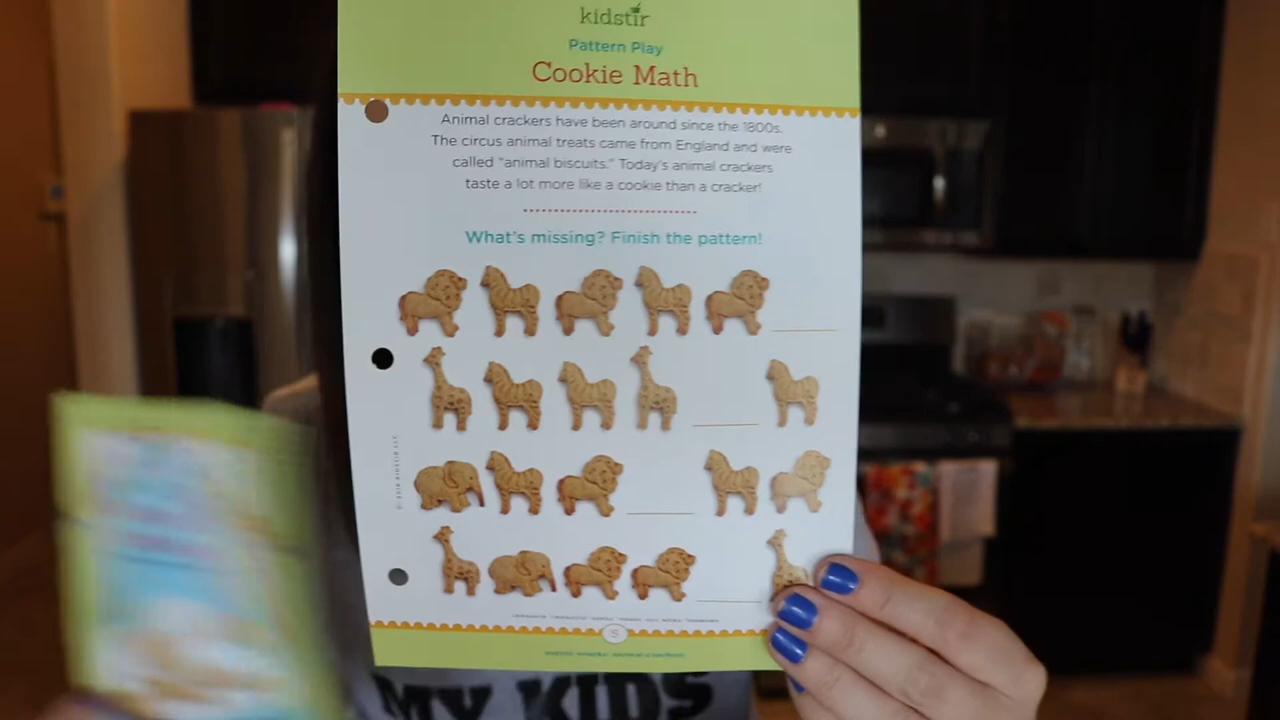 kidstir
Pattern Play
Cookie Math
Animal crackers have been around since the 1800s.
The circus animal treats came from England and were
called "animal biscuits." Today's animal crackers
taste a lot more like a cookie than a cracker!
What's missing? Finish the pattern!
MY KIDS